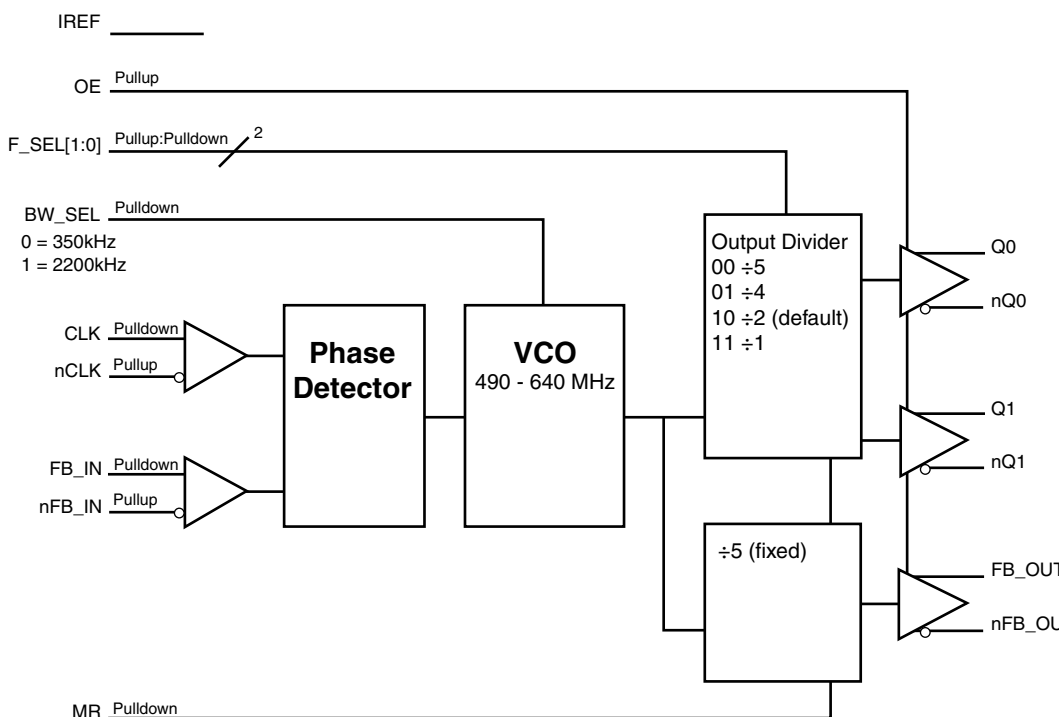 IREF
OE Pullup
F_SEL[1:0] Pullup:Pulldown 2
BW_SEL Pulldown
0 = 350kHz
1 = 2200kHz
CLK Pulldown
nCLK Pullup
FB_IN Pulldown
nFB_IN Pullup
Phase
Detector
VCO
490 - 640 MHz
Output Divider
00 ÷5
01 ÷4
10 ÷2 (default)
11 ÷1
÷5 (fixed)
Q0
nQ0
Q1
nQ1
FB_OUT
nFB_OU
MR Pulldown